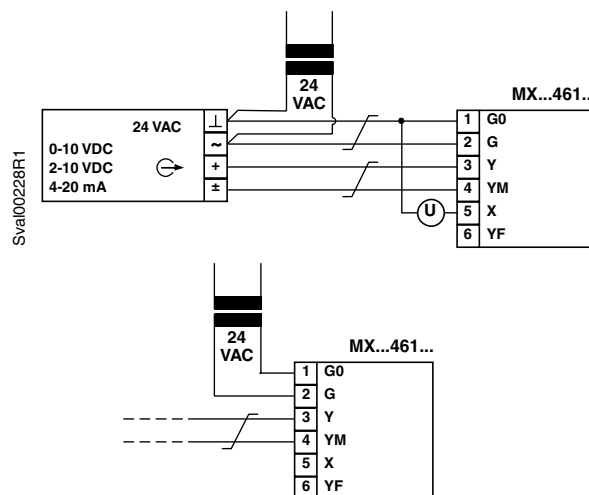 24
VAC
MX...461...
24 VAC
⊥
0-10 VDC
~
2-10 VDC
+
4-20 mA
±
1 G0
2 G
3 Y
4 YM
U
5 X
6 YF
Sval00228R1
24
VAC
MX...461...
1 G0
2 G
3 Y
4 YM
5 X
6 YF